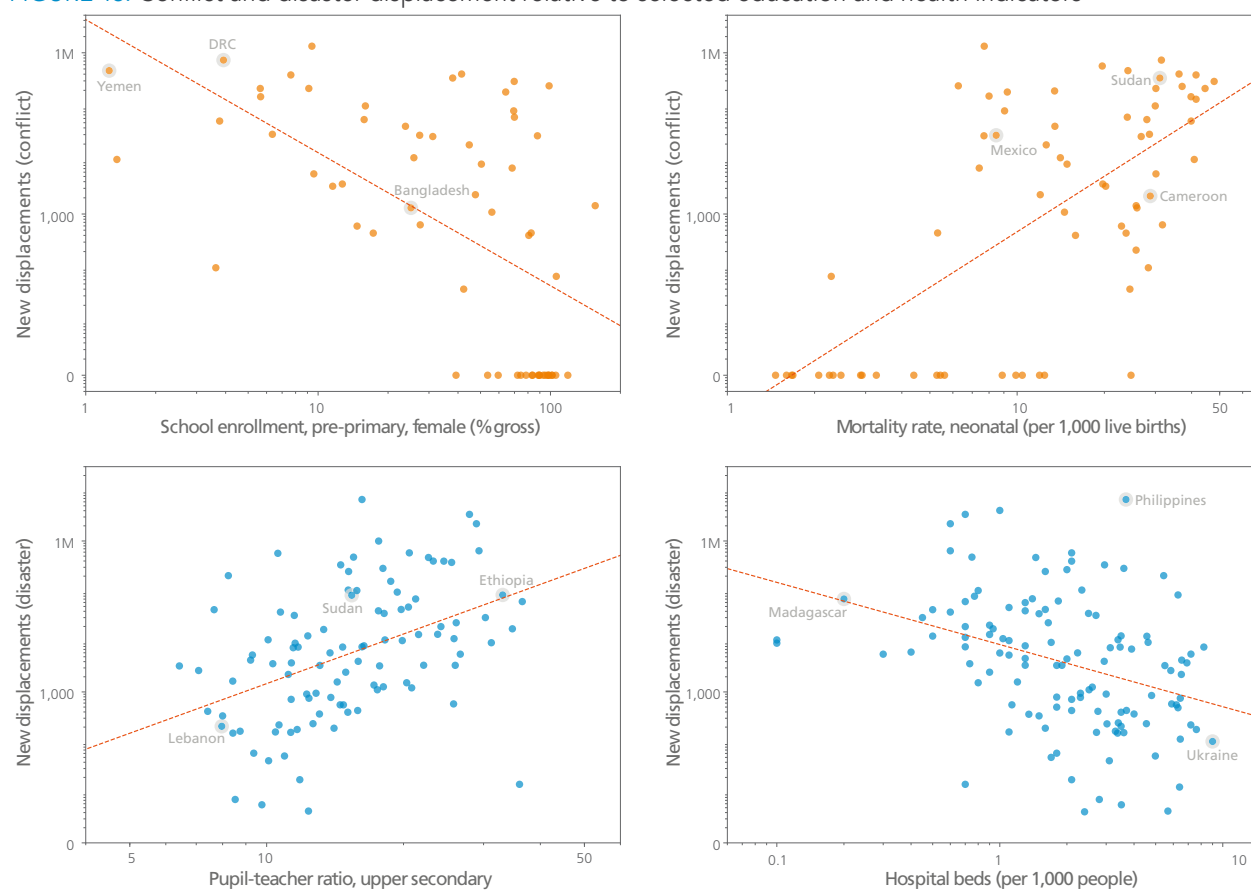 New displacements (conflict)
1M
1,000
0
DRC
Yemen
Bangladesh
1
10
100
School enrollment, pre-primary, female (% gross)
New displacements (conflict)
1M
1,000
0
Sudan
Mexico
Cameroon
1
10
50
Mortality rate, neonatal (per 1,000 live births)
New displacements (disaster)
1M
1,000
0
Ethiopia
Sudan
Lebanon
5
10
50
Pupil-teacher ratio, upper secondary
New displacements (disaster)
1M
1,000
0
Philippines
Madagascar
Ukraine
0.1
1
10
Hospital beds (per 1,000 people)